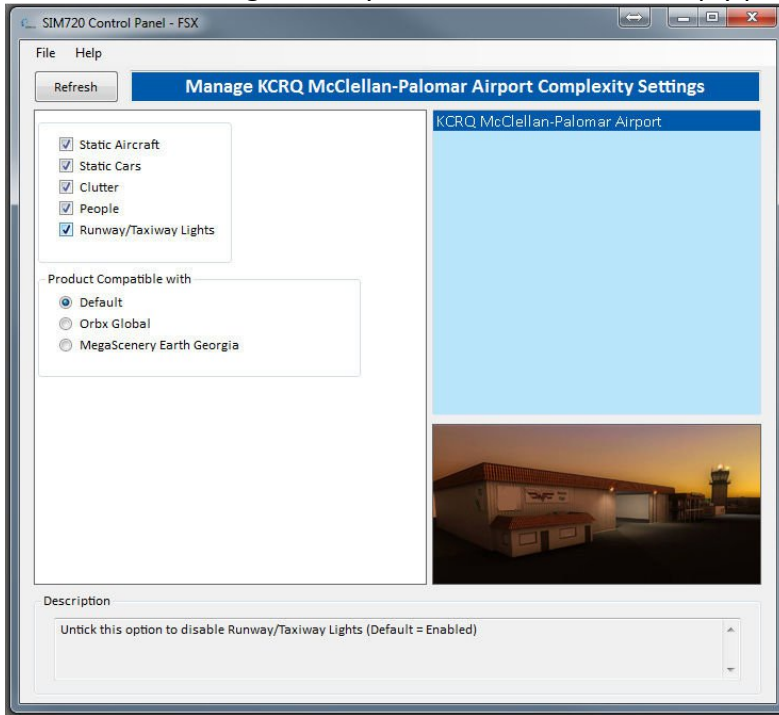 SIM720 Control Panel - FSX
File Help
Refresh
Manage KCRQ McClellan-Palomar Airport Complexity Settings
KCRQ McClellan-Palomar Airport
Static Aircraft
Static Cars
Clutter
People
Runway/Taxiway Lights
Product Compatible with
Default
Orbx Global
MegaScenery Earth Georgia
Description
Untick this option to disable Runway/Taxiway Lights (Default = Enabled)